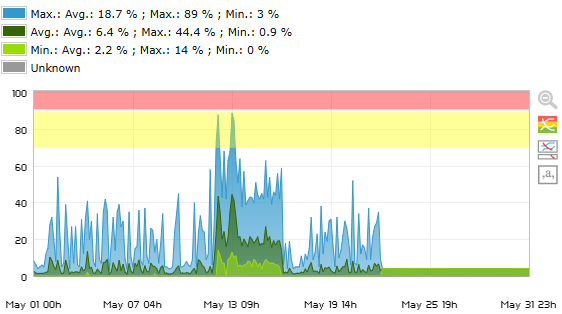 Max.: Avg.: 18.7 % ; Max.: 89 % ; Min.: 3 %
Avg.: Avg.: 6.4 % ; Max.: 44.4 % ; Min.: 0.9 %
Min.: Avg.: 2.2 % ; Max.: 14 % ; Min.: 0 %
Unknown
100
80
60
40
20
0
May 01 00h May 07 04h May 13 09h May 19 14h May 25 19h May 31 23h
,a,